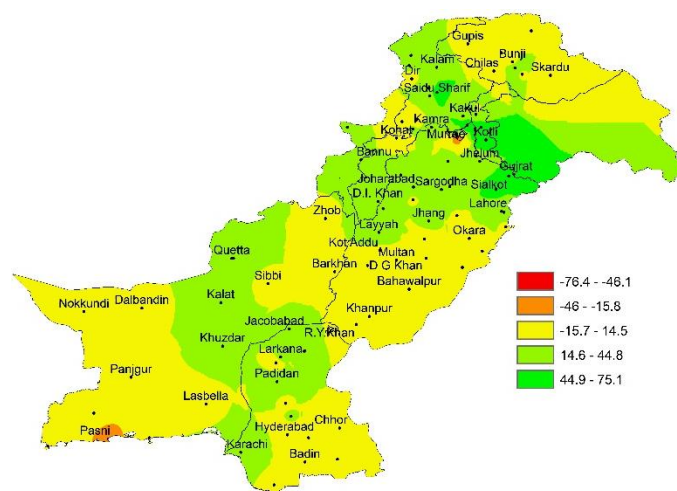 Gupis
Kalam
Bunji
Chilas
Dir
Skardu
Saidu Sharif
Kakul
Kamra
Kohat
Kotli
Bannu
Jhelum
Joharabad
Gujrat
Sargodha
Sialkot
D.I. Khan
Lahore
Zhob
Jhang
Layyah
Okara
Kot Addu
Quetta
Multan
Barkhan
D G Khan
Sibbi
Bahawalpur
Nokkundi
Dalbandin
Kalat
Khanpur
Jacobabad
R.Y.Khan
Khuzdar
Larkana
Panjgur
Padidan
Lasbella
Chhor
Pasni
Hyderabad
Karachi
Badin
-76.4 - -46.1
-46 - -15.8
-15.7 - 14.5
14.6 - 44.8
44.9 - 75.1